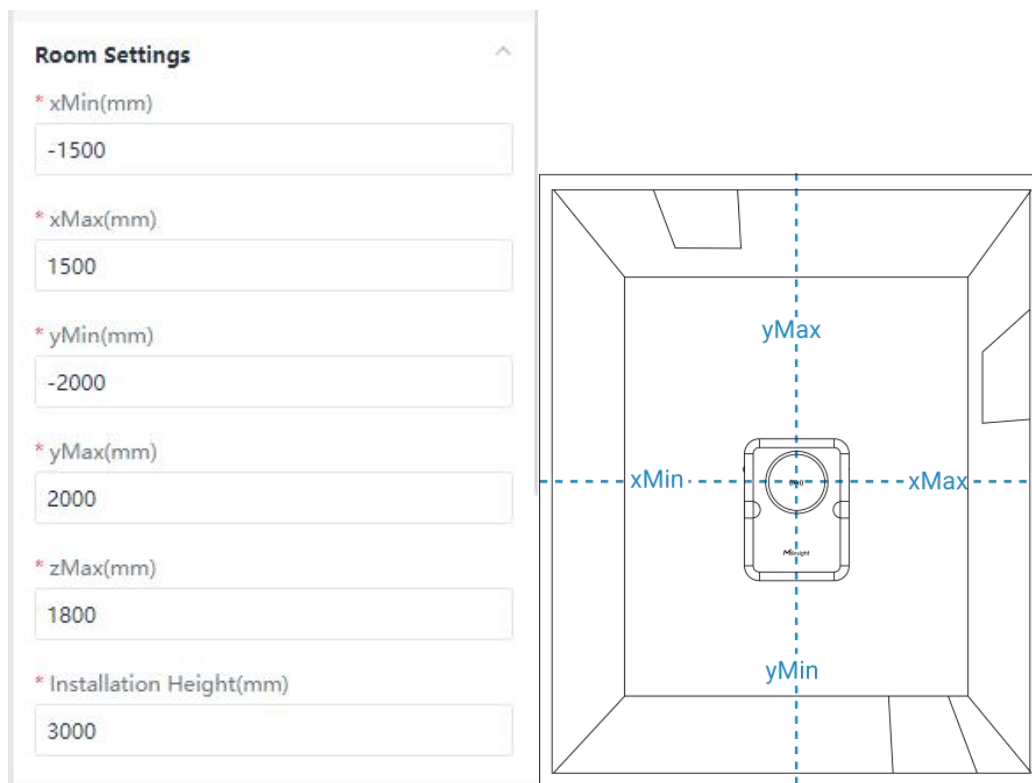 Room Settings
* xMin(mm)
-1500
* xMax(mm)
1500
* yMin(mm)
-2000
* yMax(mm)
2000
* zMax(mm)
1800
* Installation Height(mm)
3000
yMax
xMin
xMax
Milesight
yMin